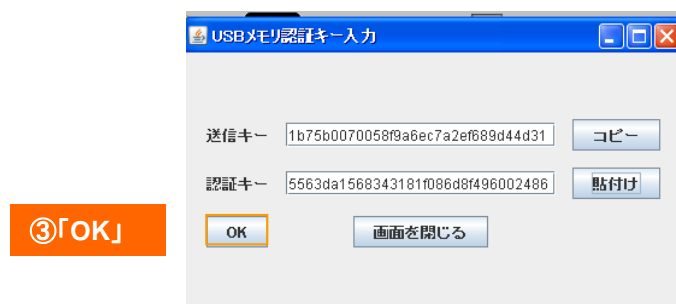 USBメモリ認証キー入力
送信キー 1b75b0070058f9a6ec7a2ef689d44d31 コピー
認証キー 5563da1568343181f086d8f496002486 貼付け
③「OK」 OK 画面を閉じる